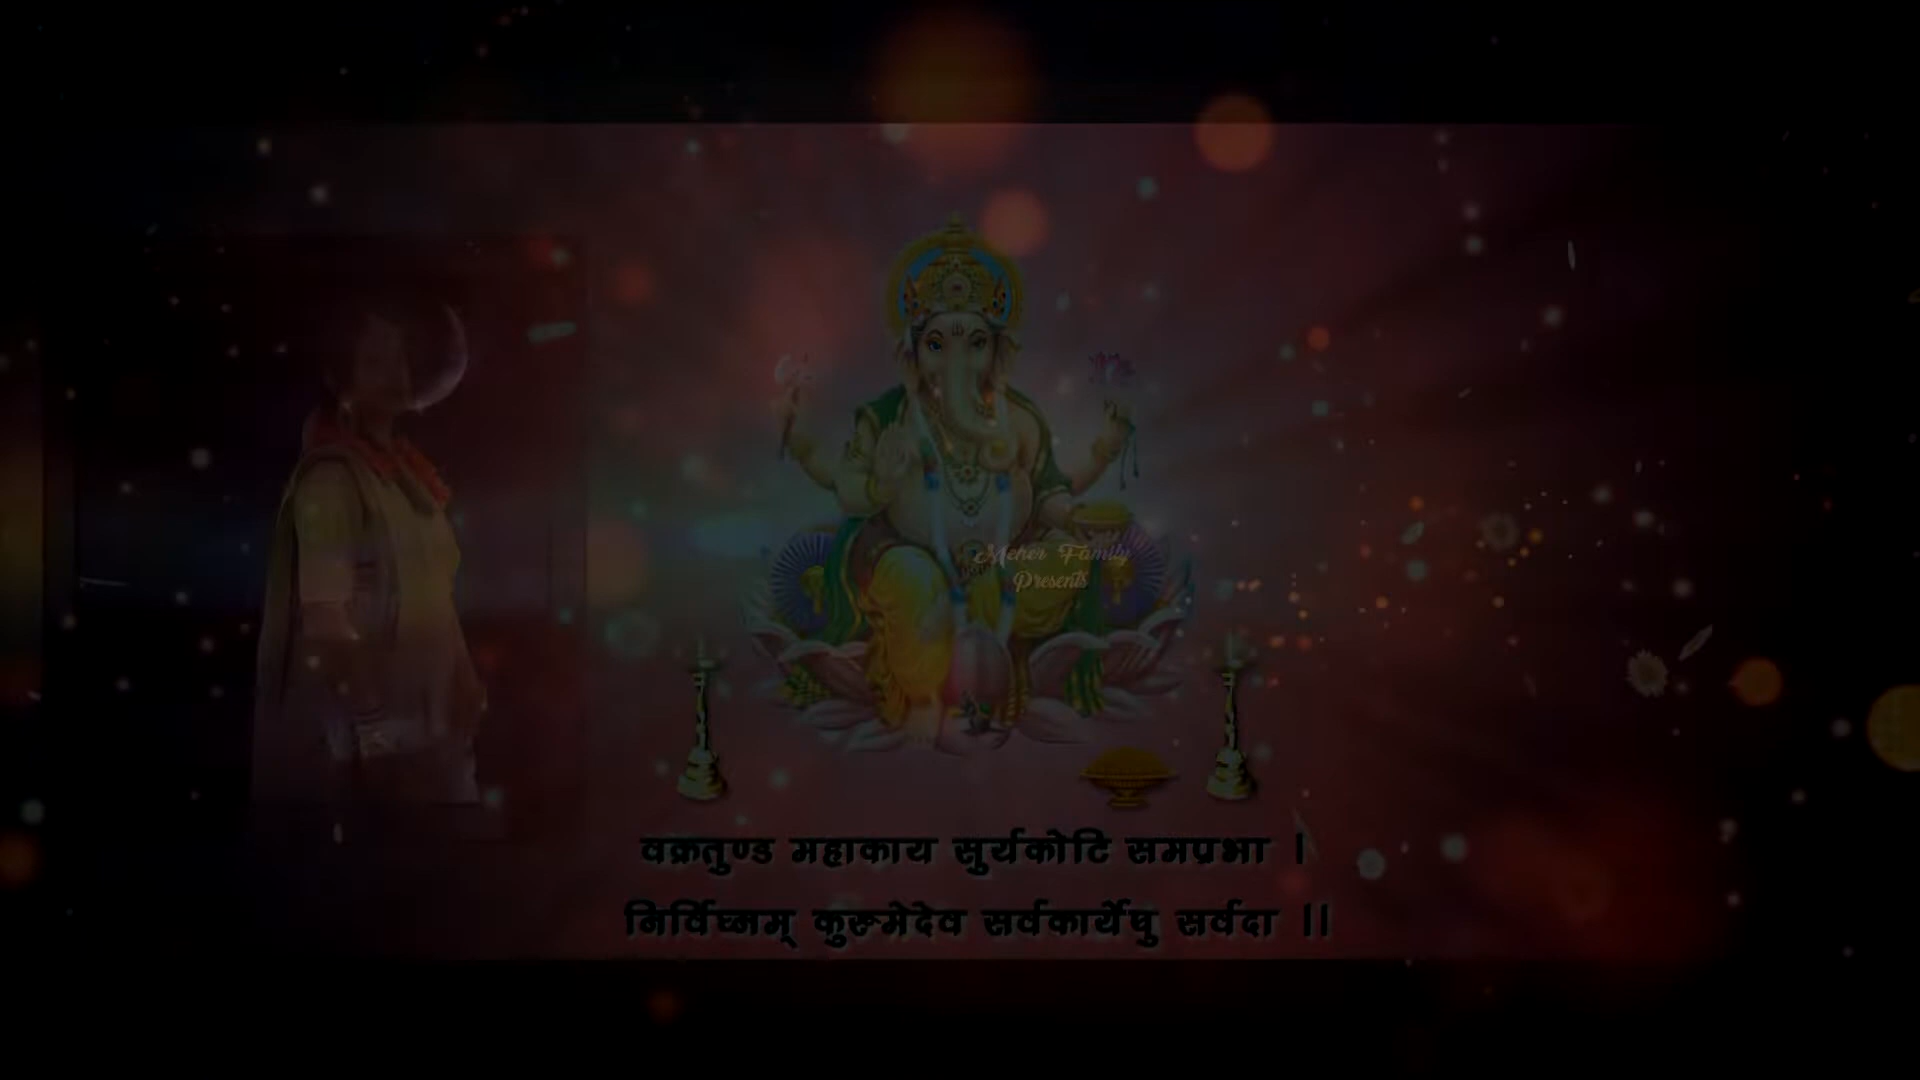 Meher Family
Presents
वक्रतुण्ड महाकाय सुर्यकोटि समप्रभा ।
निर्विघ्नम् कुरूमेदेव सर्वकार्येषु सर्वदा ।।